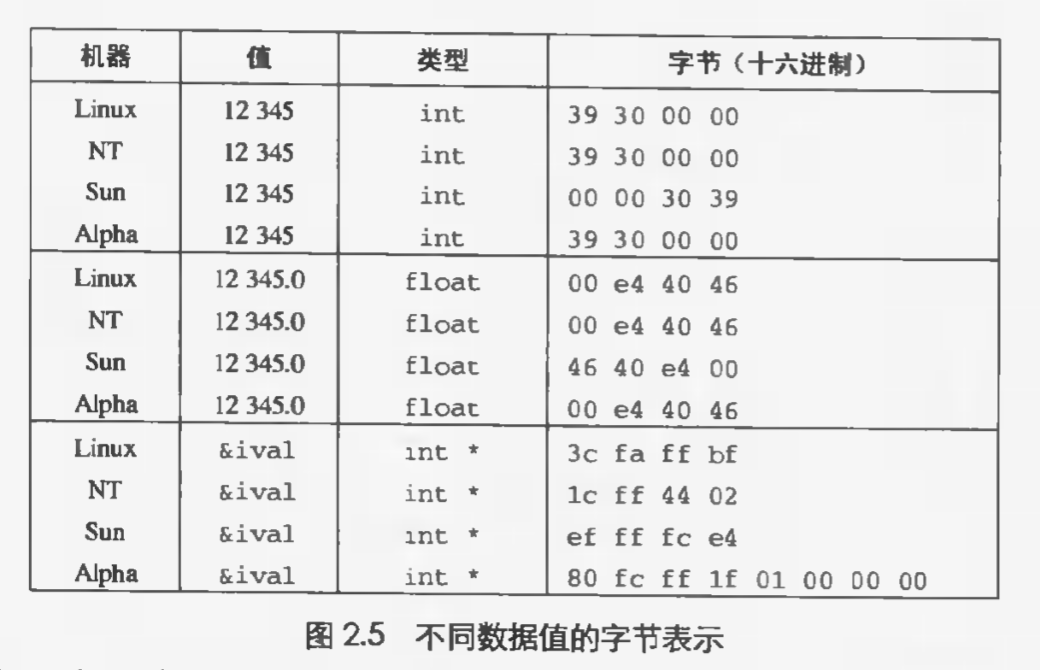 机器 值 类型 字节（十六进制）
Linux 12 345 int 39 30 00 00
NT 12 345 int 39 30 00 00
Sun 12 345 int 00 00 30 39
Alpha 12 345 int 39 30 00 00
Linux 12 345.0 float 00 e4 40 46
NT 12 345.0 float 00 e4 40 46
Sun 12 345.0 float 46 40 e4 00
Alpha 12 345.0 float 00 e4 40 46
Linux &ival int * 3c fa ff bf
NT &ival int * 1c ff 44 02
Sun &ival int * ef ff fc e4
Alpha &ival int * 80 fc ff 1f 01 00 00 00
图 2.5 不同数据值的字节表示